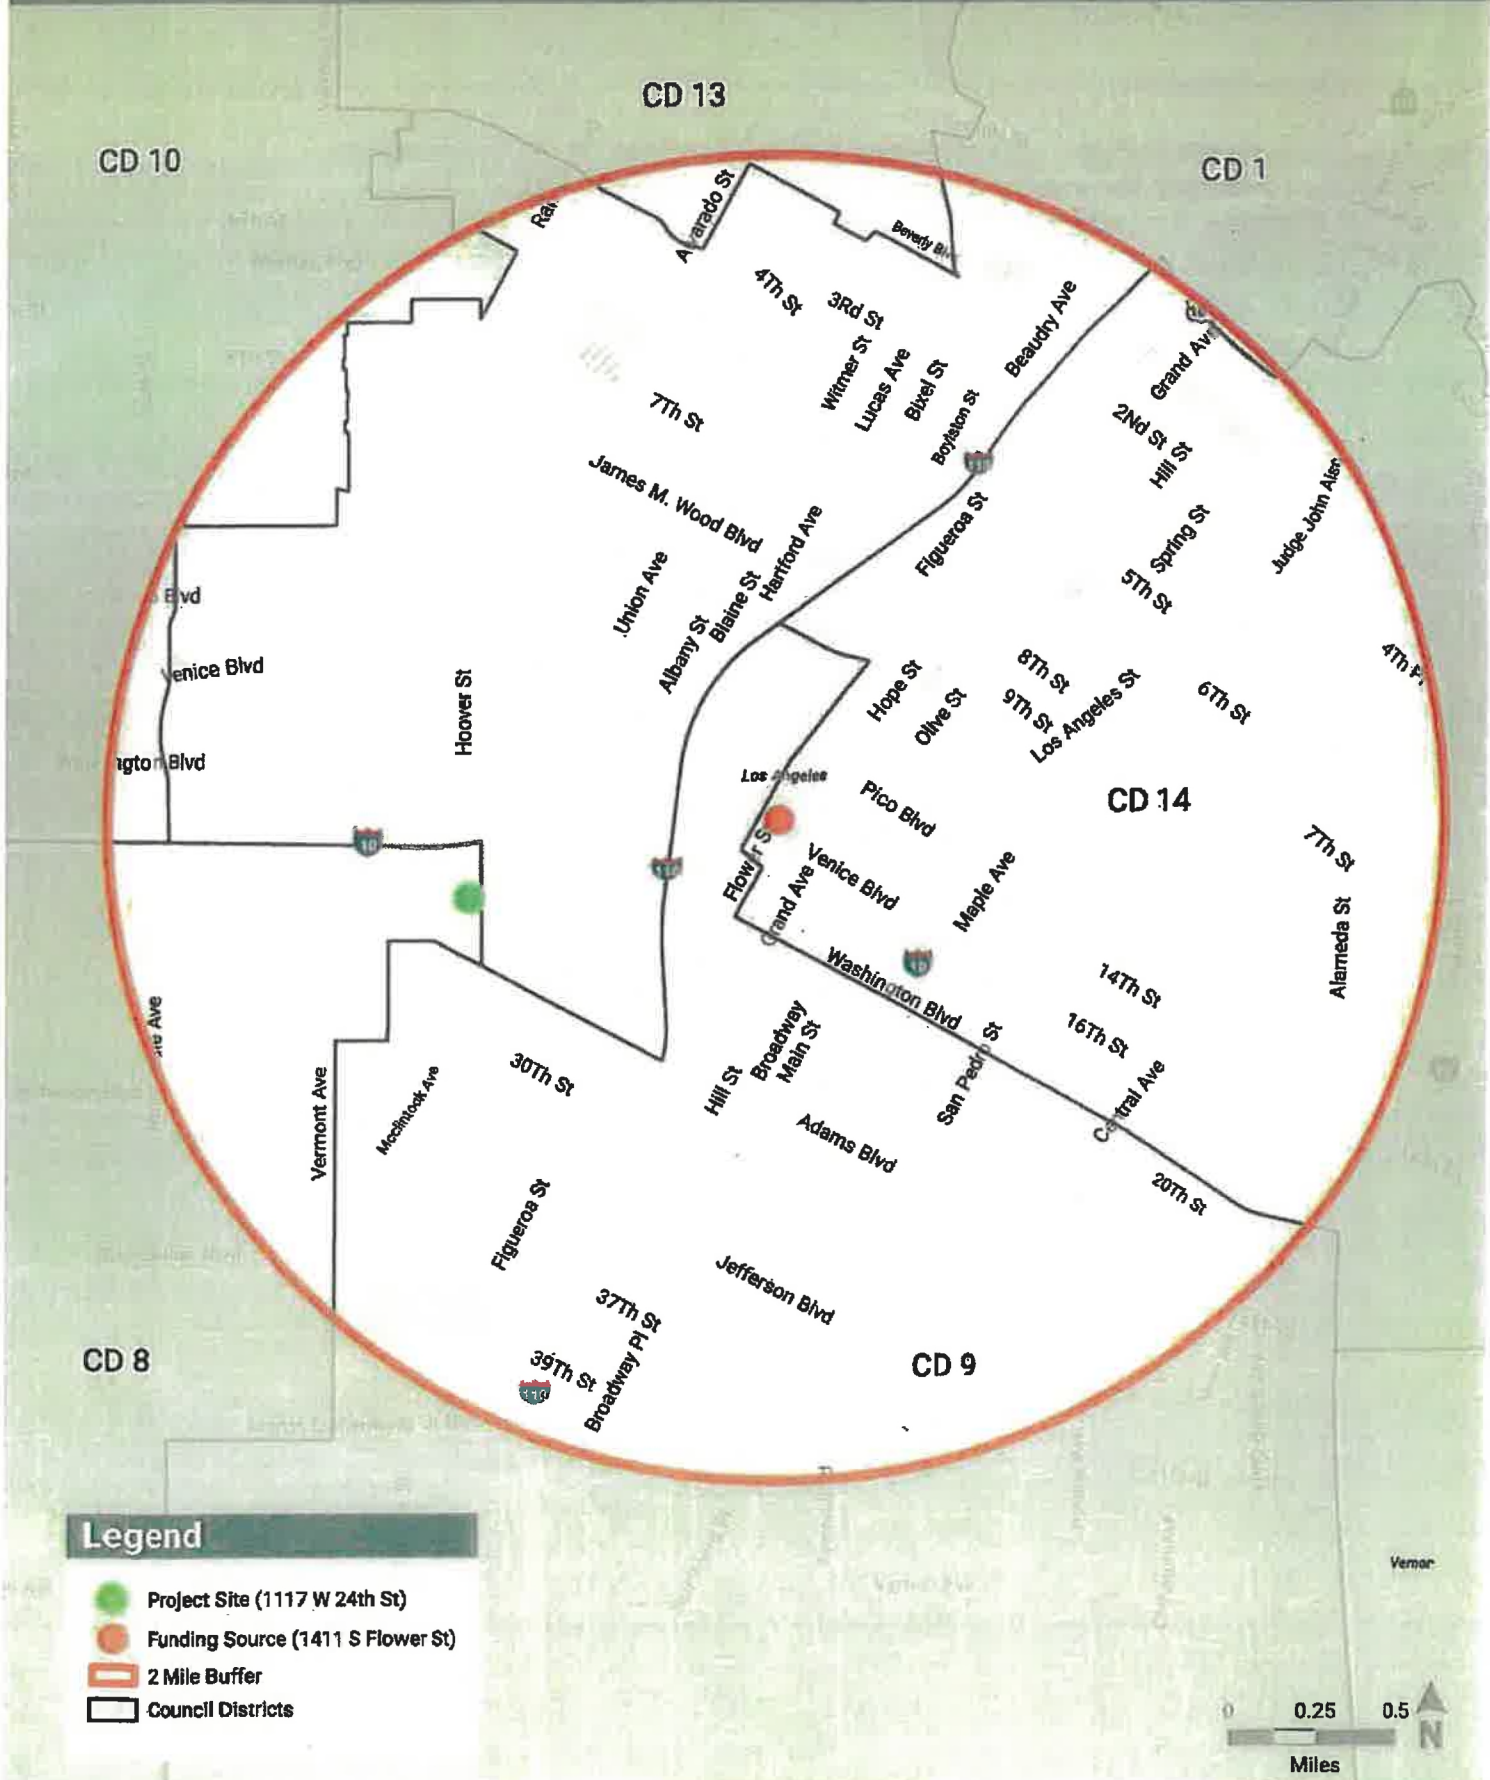 CD 13
CD 10
CD 1
Alvarado St
Beverly Blv
4Th St
3Rd St
Beaudry Ave
Witmer St
Lucas Ave
Bixel St
Boylston St
Grand Ave
2Nd St
Hill St
7Th St
James M. Wood Blvd
Hartford Ave
Figueroa St
Spring St
Judge John Aiso
5Th St
Union Ave
Blaine St
Albany St
Venice Blvd
Hoover St
Hope St
Olive St
8Th St
9Th St
Los Angeles St
6Th St
4Th Pl
ngton Blvd
Los Angeles
10
Pico Blvd
CD 14
7Th St
110
Flower S
Venice Blvd
Grand Ave
Maple Ave
Alameda St
10
Washington Blvd
14Th St
16Th St
Broadway
Main St
Hill St
San Pedro St
Central Ave
Vermont Ave
Mcclintock Ave
30Th St
Adams Blvd
20Th St
Figueroa St
Jefferson Blvd
37Th St
39Th St
Broadway Pl
110
CD 8
CD 9
Legend
Project Site (1117 W 24th St)
Funding Source (1411 S Flower St)
2 Mile Buffer
Council Districts
Vernor
0 0.25 0.5
N
Miles